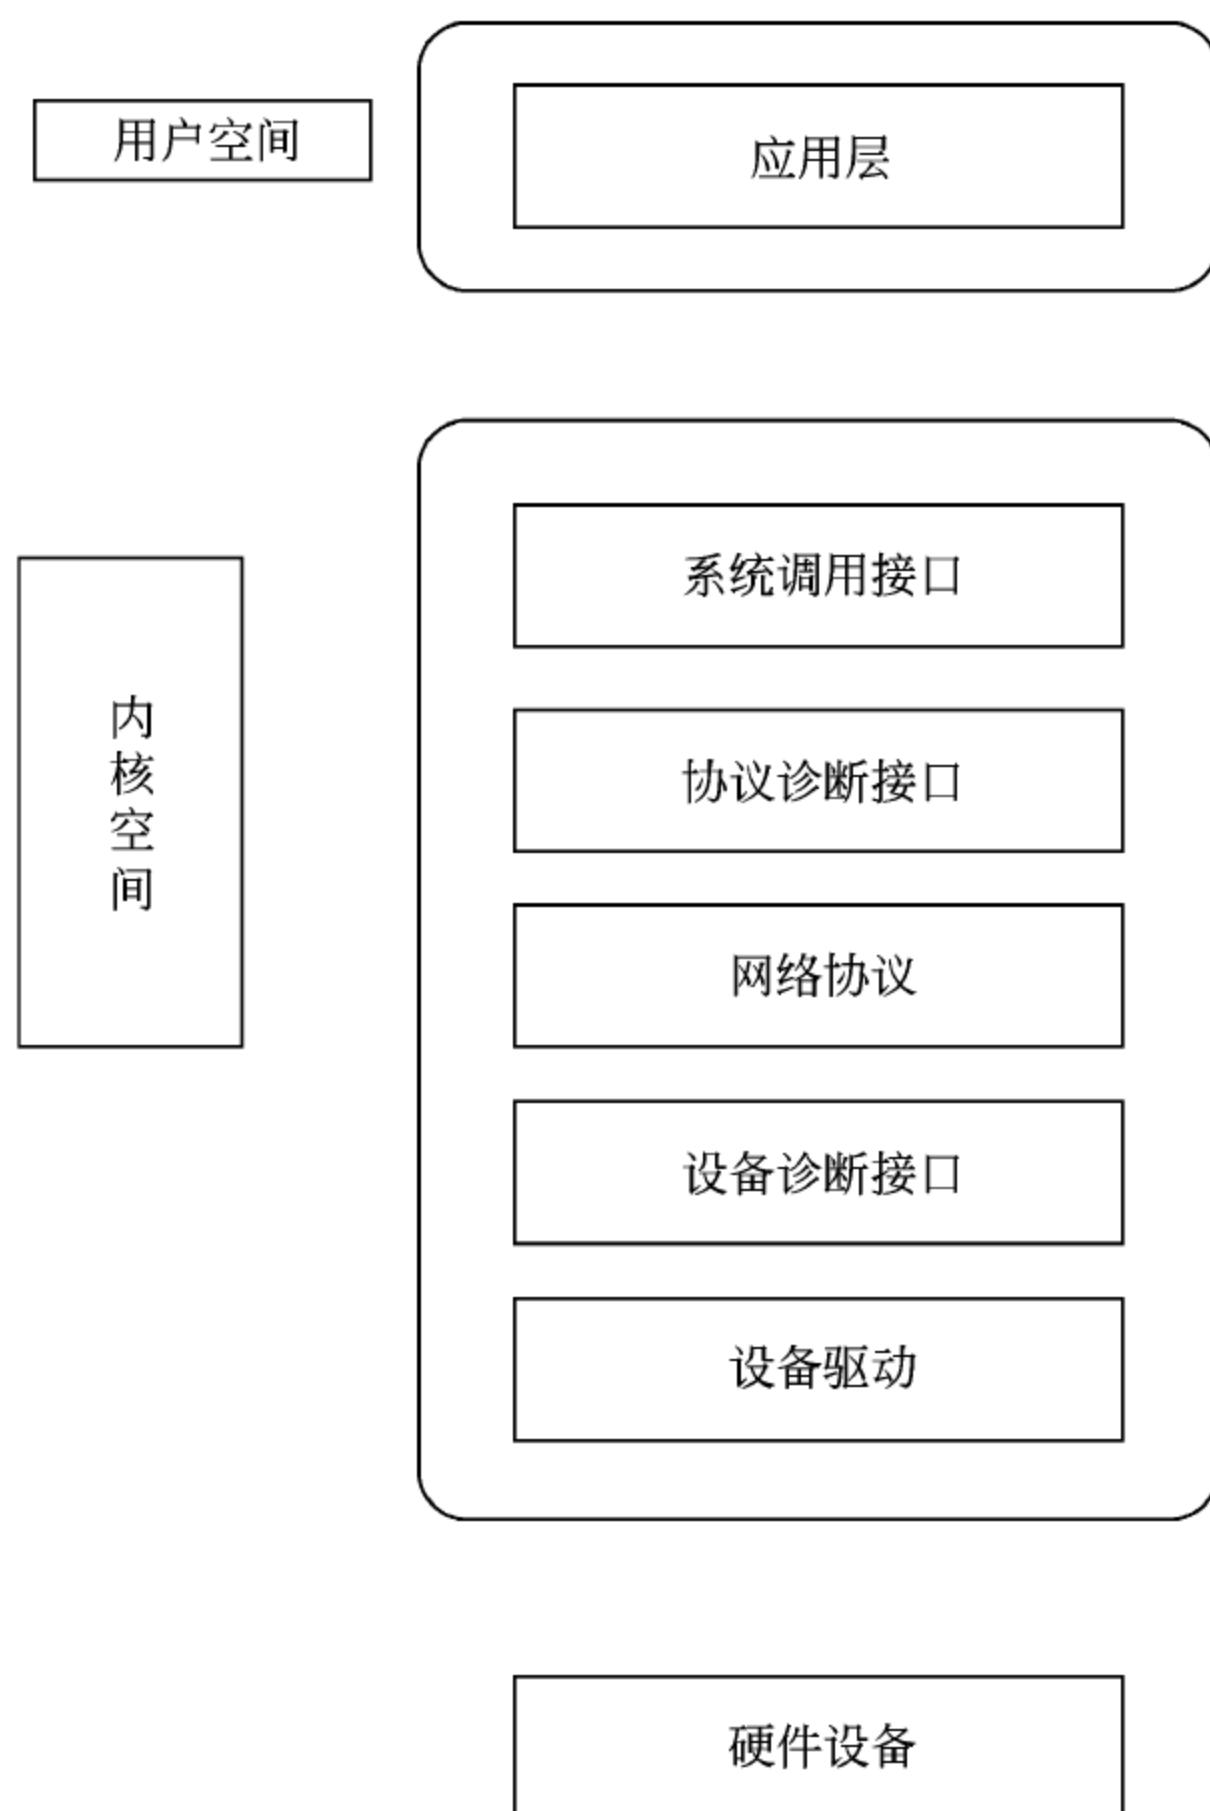 用户空间
应用层
系统调用接口
内核空间
协议诊断接口
网络协议
设备诊断接口
设备驱动
硬件设备